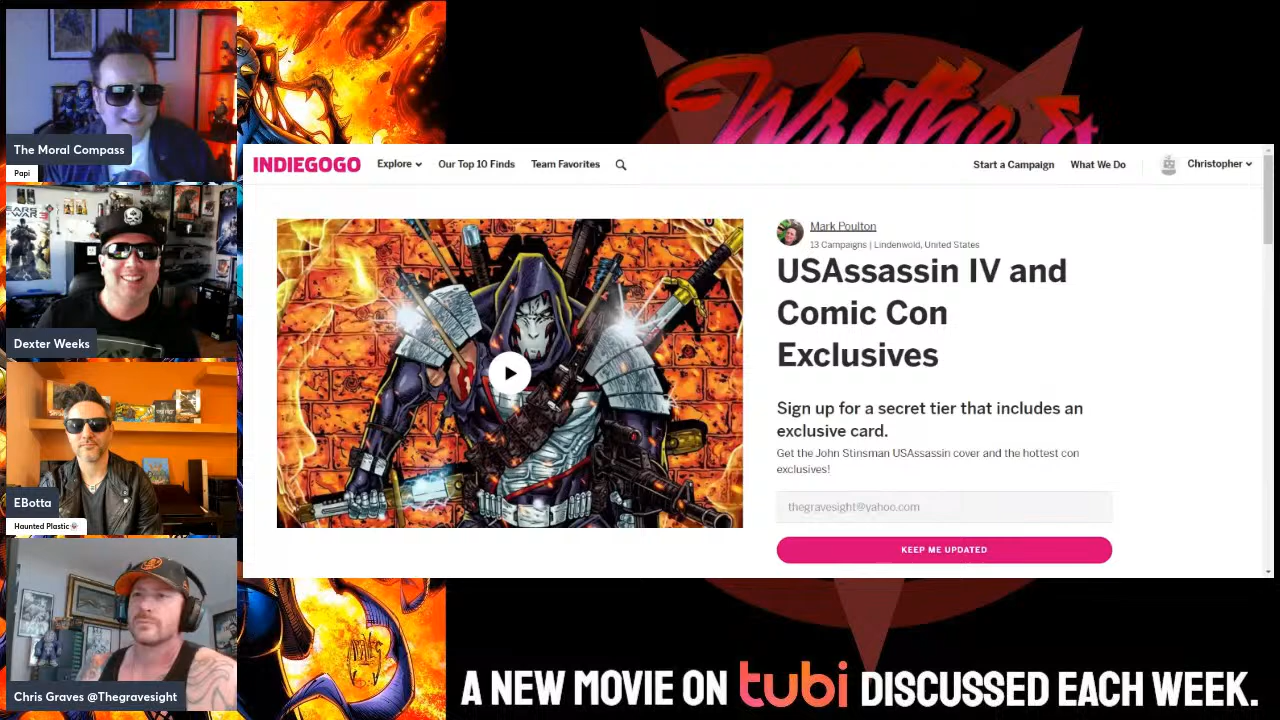 The Moral Compass
Papi
Dexter Weeks
EBotta
Haunted Plastic👻
Chris Graves @Thegravesight
Writhe &
INDIEGOGO
Explore
Our Top 10 Finds
Team Favorites
Start a Campaign
What We Do
Christopher
Mark Poulton
13 Campaigns | Lindenwold, United States
USAssassin IV and
Comic Con
Exclusives
Sign up for a secret tier that includes an
exclusive card.
Get the John Stinsman USAssassin cover and the hottest con
exclusives!
thegravesight@yahoo.com
KEEP ME UPDATED
A NEW MOVIE ON tubi DISCUSSED EACH WEEK.